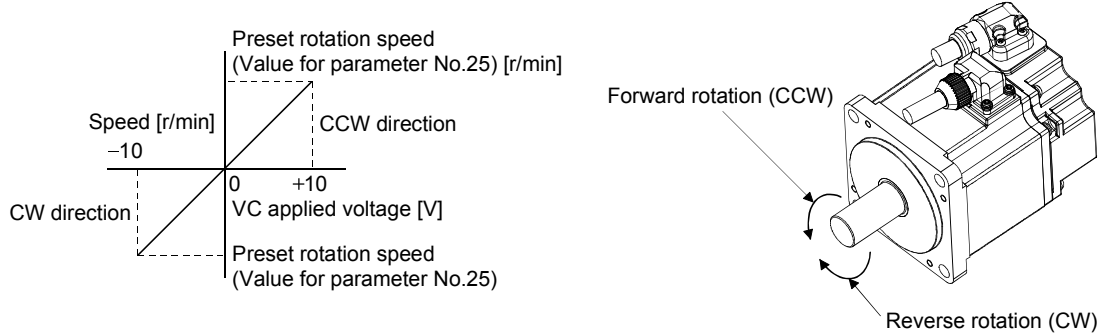 Preset rotation speed
(Value for parameter No.25) [r/min]
Speed [r/min]
CCW direction
−10
0
+10
CW direction
VC applied voltage [V]
Preset rotation speed
(Value for parameter No.25)
Forward rotation (CCW)
Reverse rotation (CW)